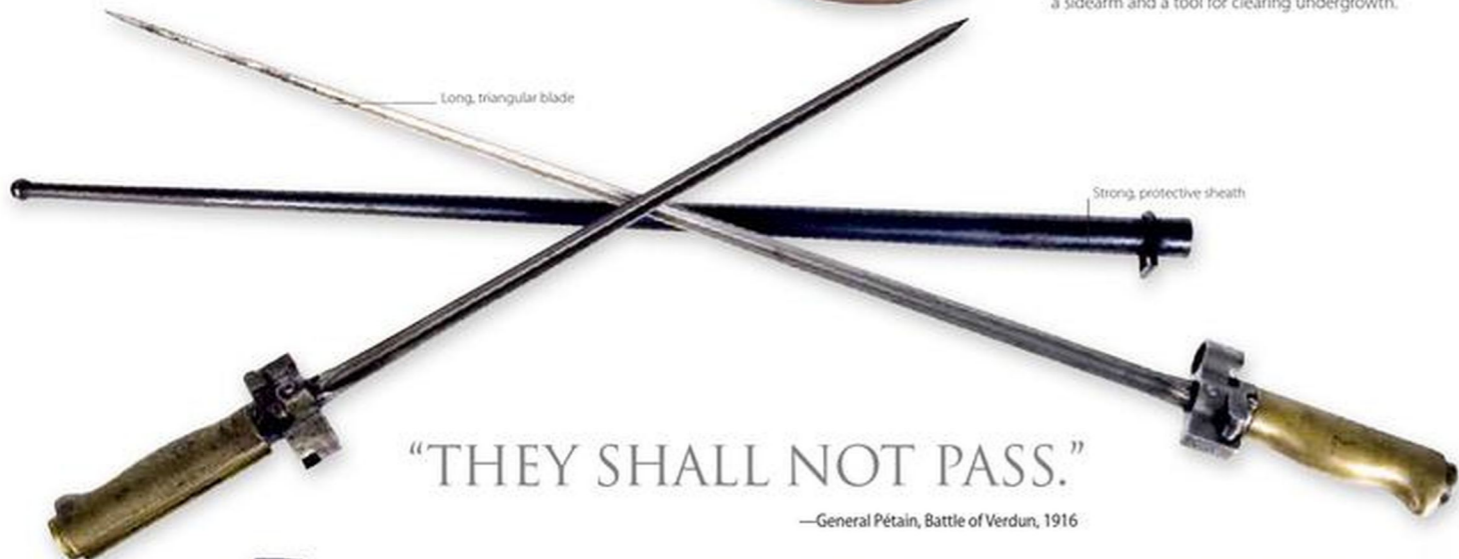 a sidearm and a tool for clearing undergrowth.
Long, triangular blade
Strong, protective sheath
“THEY SHALL NOT PASS.”
—General Pétain, Battle of Verdun, 1916